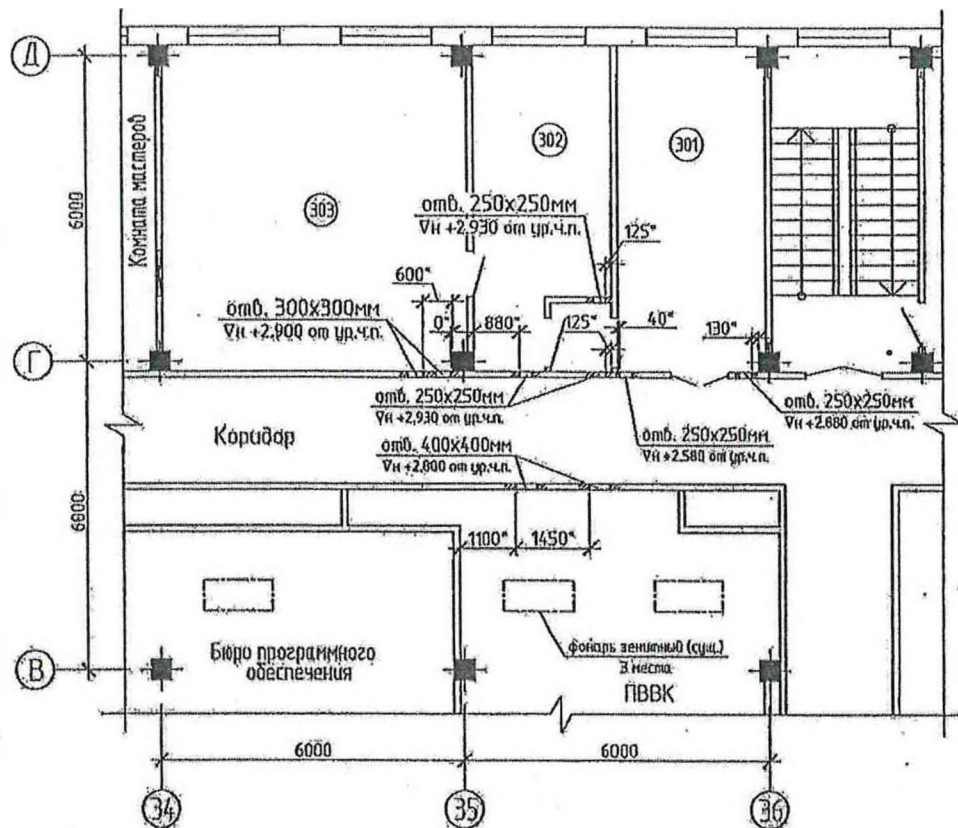 Д
302
301
Комната мастеров
6000
303
отв. 250х250мм
∇н +2,930 от ур.ч.п.
125*
600*
отв. 300х300мм
∇н +2,900 от ур.ч.п.
0*
880*
125*
40*
130*
Г
отв. 250х250мм
∇н +2,930 от ур.ч.п.
отв. 250х250мм
∇н +2,880 от ур.ч.п.
Коридор
отв. 400х400мм
∇н +2,800 от ур.ч.п.
отв. 250х250мм
∇н +2,580 от ур.ч.п.
6000
1100*
1450*
фонарь зенитный (сущ.)
3 места
Бюро программного
обеспечения
ПВВК
В
6000
6000
34
35
36